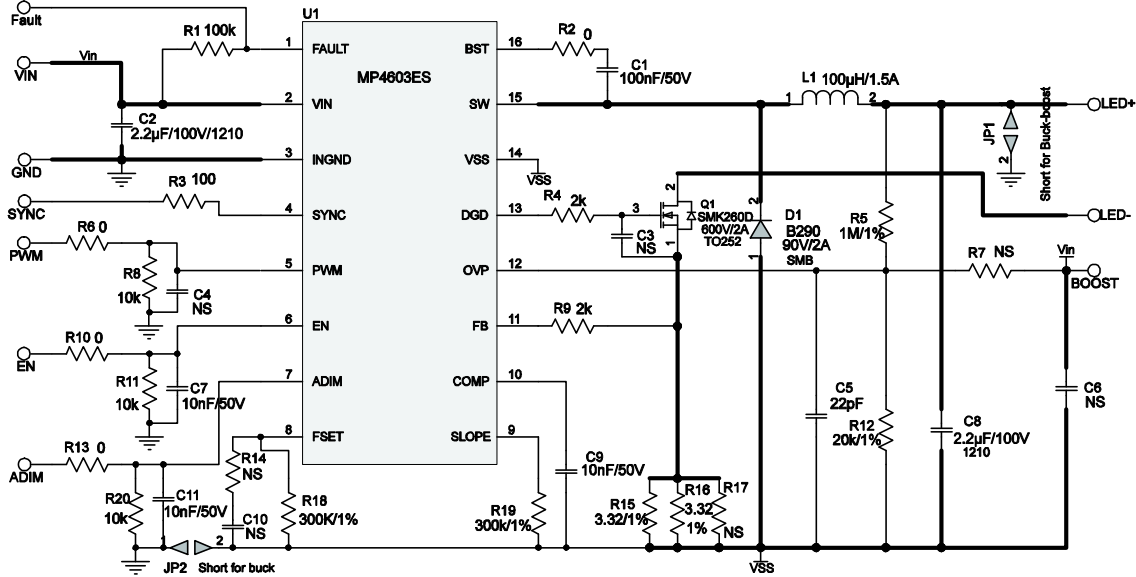 Fault
U1
R1 100k
1 FAULT
BST 16
R2 0
MP4603ES
C1
100nF/50V
VIN
Vin
2 VIN
SW 15
L1 100µH/1.5A
1 2
LED+
C2
2.2µF/100V/1210
JP1
2
Short for Buck-boost
GND
3 INGND
VSS 14
VSS
R3 100
SYNC
4 SYNC
DGD 13
R4 2k
3
2
1
Q1
SMK260D
600V/2A
TO252
C3
NS
2
1
D1
B290
90V/2A
SMB
R5
1M/1%
LED-
R6 0
PWM
R8
10k
C4
NS
5 PWM
OVP 12
R7 NS
Vin
BOOST
6 EN
FB 11
R9 2k
R10 0
EN
R11
10k
C7
10nF/50V
7 ADIM
COMP 10
C5
22pF
C6
NS
8 FSET
SLOPE 9
R12
20k/1%
C8
2.2µF/100V
1210
R13 0
ADIM
R14
NS
C9
10nF/50V
R20
10k
C11
10nF/50V
C10
NS
R18
300K/1%
R19
300k/1%
R15
3.32/1%
R16
3.32
1%
R17
NS
1 2
JP2 Short for buck
VSS